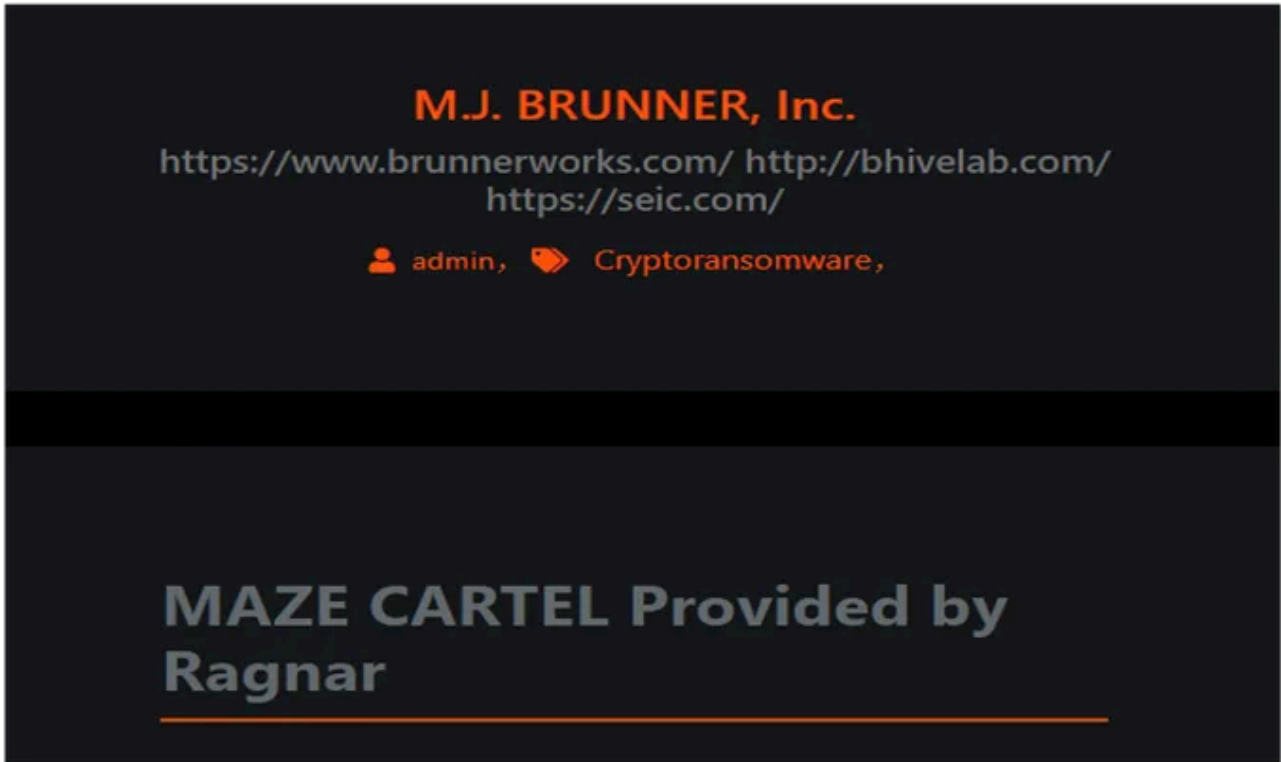 M.J. BRUNNER, Inc.
https://www.brunnerworks.com/ http://bhivelab.com/
https://seic.com/
admin, Cryptoransomware,
MAZE CARTEL Provided by
Ragnar